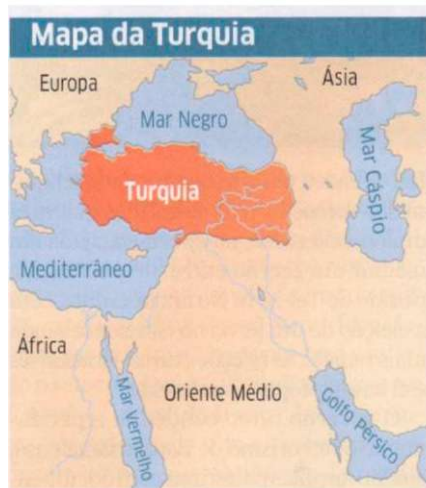 Mapa da Turquia
Europa
Ásia
Mar Negro
Mar Cáspio
Turquia
Mediterrâneo
África
Mar Vermelho
Oriente Médio
Golfo Pérsico